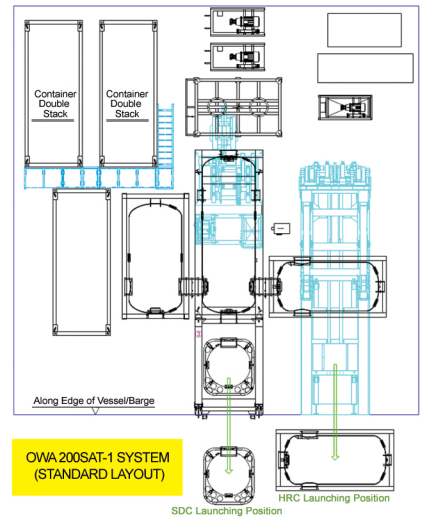 Container
Double
Stack
Container
Double
Stack
Along Edge of Vessel/Barge
OWA 200SAT-1 SYSTEM
(STANDARD LAYOUT)
HRC Launching Position
SDC Launching Position